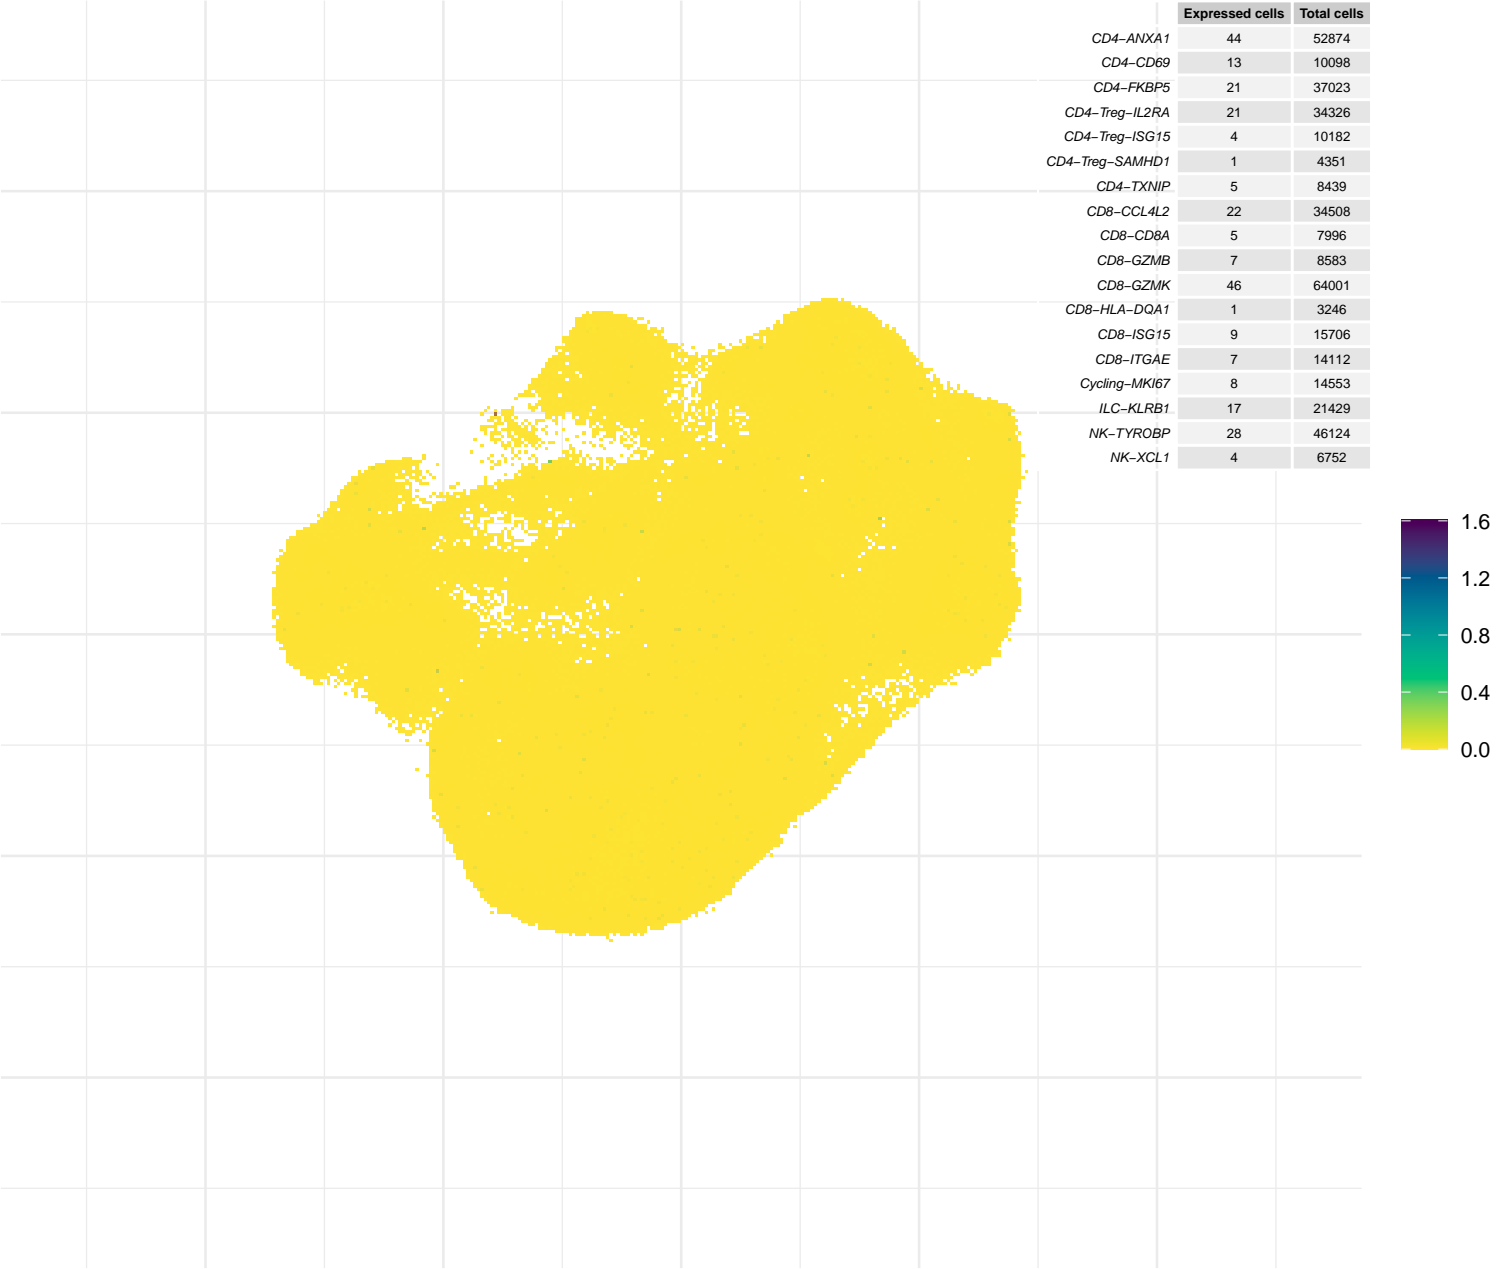 Expressed cells Total cells
CD4−ANXA1 44 52874
CD4−CD69 13 10098
CD4−FKBP5 21 37023
CD4−Treg−IL2RA 21 34326
CD4−Treg−ISG15 4 10182
CD4−Treg−SAMHD1 1 4351
CD4−TXNIP 5 8439
CD8−CCL4L2 22 34508
CD8−CD8A 5 7996
CD8−GZMB 7 8583
CD8−GZMK 46 64001
CD8−HLA−DQA1 1 3246
CD8−ISG15 9 15706
CD8−ITGAE 7 14112
Cycling−MKI67 8 14553
ILC−KLRB1 17 21429
NK−TYROBP 28 46124
NK−XCL1 4 6752
1.6
1.2
0.8
0.4
0.0